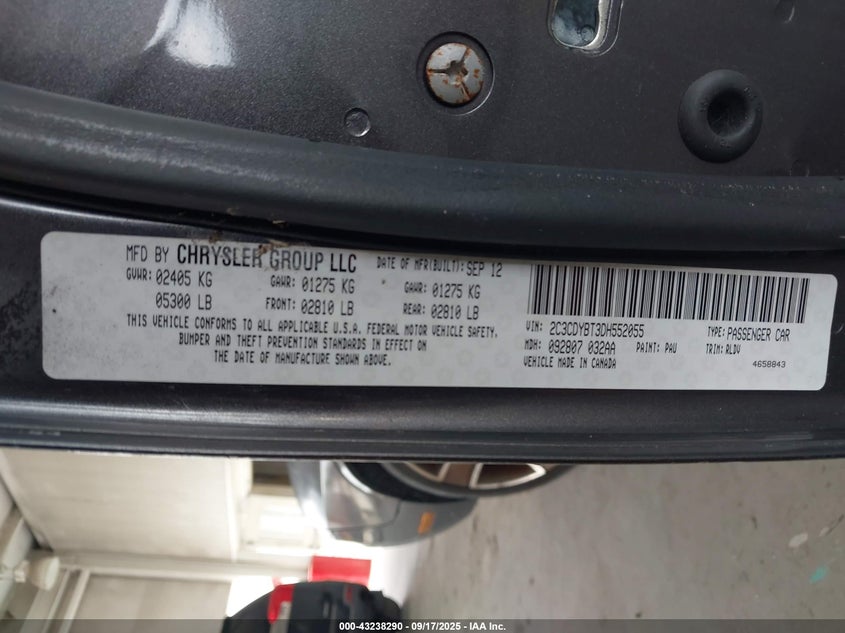 MFD BY CHRYSLER GROUP LLC DATE OF MFR(BUILT): SEP 12
GVWR: 02405 KG GAWR: 01275 KG GAWR: 01275 KG
05300 LB FRONT: 02810 LB REAR: 02810 LB
THIS VEHICLE CONFORMS TO ALL APPLICABLE U.S.A. FEDERAL MOTOR VEHICLE SAFETY,
BUMPER AND THEFT PREVENTION STANDARDS IN EFFECT ON
THE DATE OF MANUFACTURE SHOWN ABOVE.
VIN: 2C3CDYBT3DH552055 TYPE: PASSENGER CAR
MDH: 092807 032AA PAINT: PAU TRIM: RLDV
VEHICLE MADE IN CANADA 4658843
000-43238290 - 09/17/2025 - IAA Inc.